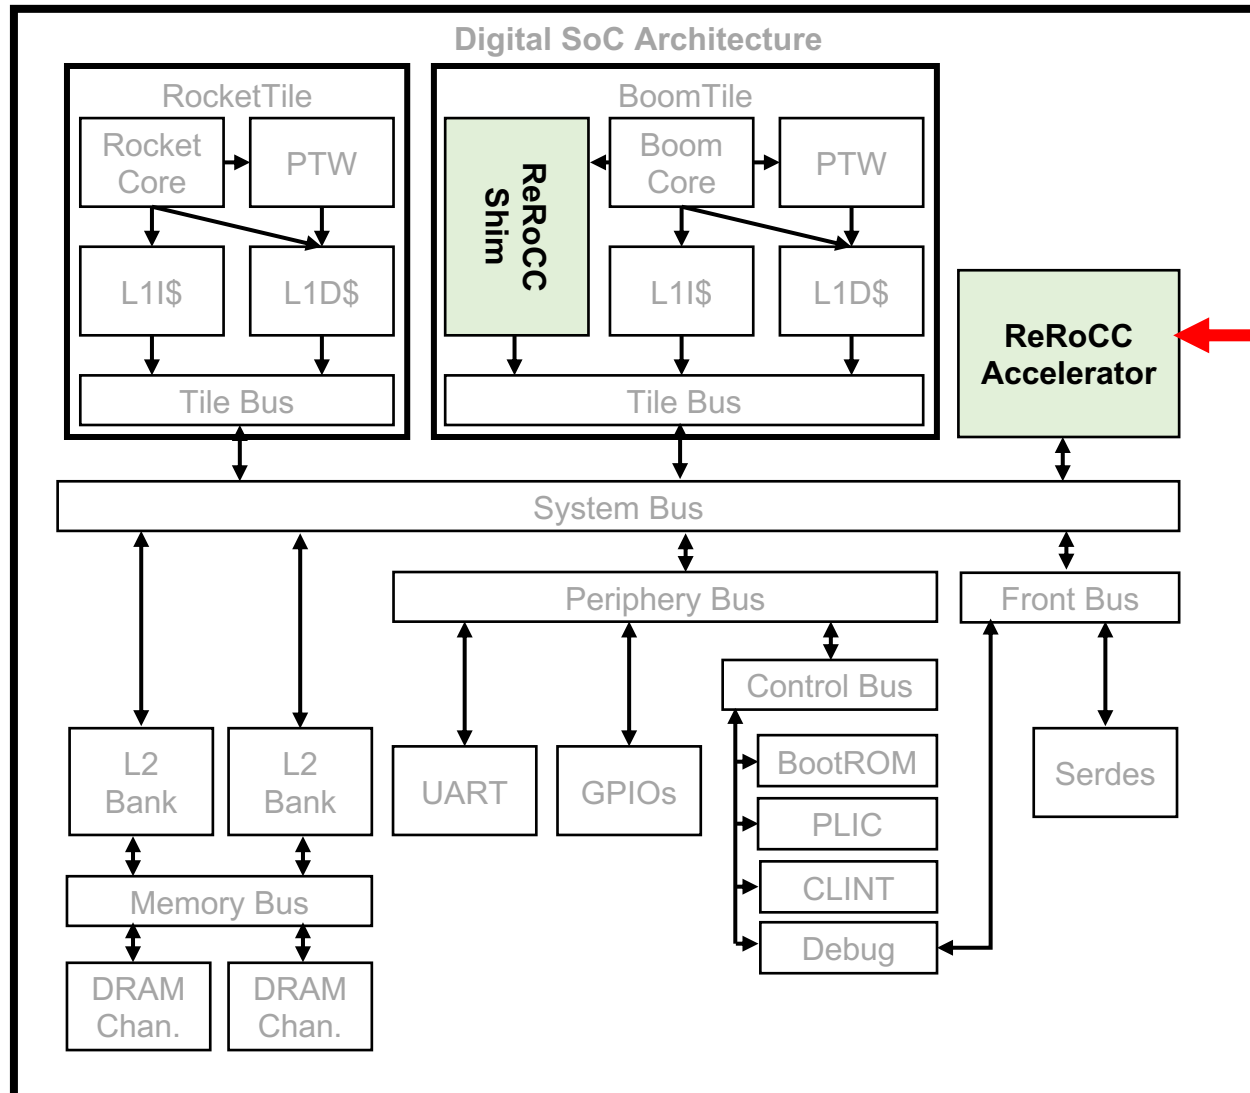 Digital SoC Architecture
RocketTile
Rocket
Core
PTW
L1I$
L1D$
Tile Bus
BoomTile
ReRoCC
Shim
Boom
Core
PTW
L1I$
L1D$
Tile Bus
ReRoCC
Accelerator
System Bus
Periphery Bus
Front Bus
Control Bus
L2
Bank
L2
Bank
UART
GPIOs
BootROM
PLIC
CLINT
Debug
Serdes
Memory Bus
DRAM
Chan.
DRAM
Chan.